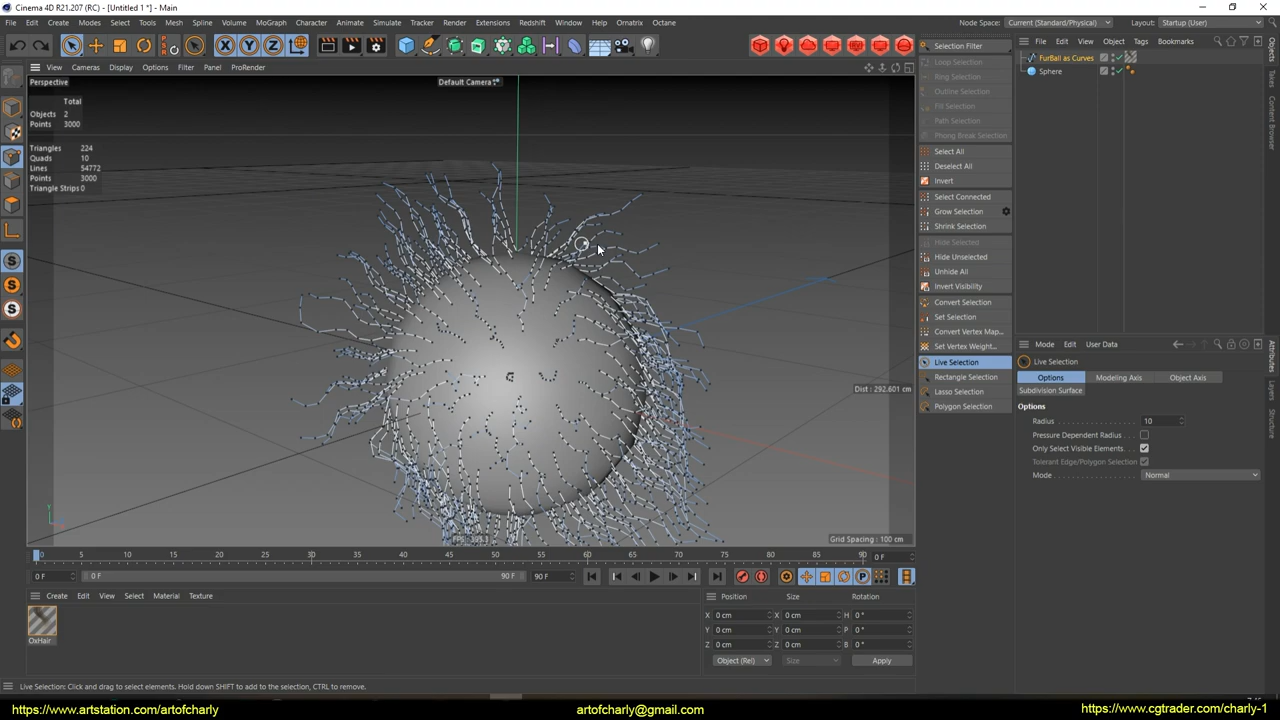 Cinema 4D R21.207 (RC) - [Untitled 1 *] - Main
File Edit Create Modes Select Tools Mesh Spline Volume MoGraph Character Animate Simulate Tracker Render Extensions Redshift Window Help Ornatrix Octane
Node Space: Current (Standard/Physical) Layout: Startup (User)
View Cameras Display Options Filter Panel ProRender
Perspective
Default Camera
Total
Objects 2
Points 3000
Triangles 224
Quads 10
Lines 54772
Points 3000
Triangle Strips 0
Y
Dist : 292.601 cm
Grid Spacing : 100 cm
Selection Filter
Loop Selection
Ring Selection
Outline Selection
Fill Selection
Path Selection
Phong Break Selection
Select All
Deselect All
Invert
Select Connected
Grow Selection
Shrink Selection
Hide Selected
Hide Unselected
Unhide All
Invert Visibility
Convert Selection
Set Selection
Convert Vertex Map...
Set Vertex Weight...
Live Selection
Rectangle Selection
Lasso Selection
Polygon Selection
File Edit View Object Tags Bookmarks
FurBall as Curves
Sphere
Objects
Takes
Content Browser
Attributes
Layers
Structure
Mode Edit User Data
Live Selection
Options Modeling Axis Object Axis
Subdivision Surface
Options
Radius 10
Pressure Dependent Radius
Only Select Visible Elements
Tolerant Edge/Polygon Selection
Mode Normal
0 5 10 15 20 25 30 35 40 45 50 55 60 65 70 75 80 85 90 0 F
0 F 0 F 90 F 90 F
Create Edit View Select Material Texture
OxHair
Position Size Rotation
X 0 cm X 0 cm H 0 °
Y 0 cm Y 0 cm P 0 °
Z 0 cm Z 0 cm B 0 °
Object (Rel) Size Apply
Live Selection: Click and drag to select elements. Hold down SHIFT to add to the selection, CTRL to remove.
https://www.artstation.com/artofcharly artofcharly@gmail.com https://www.cgtrader.com/charly-1